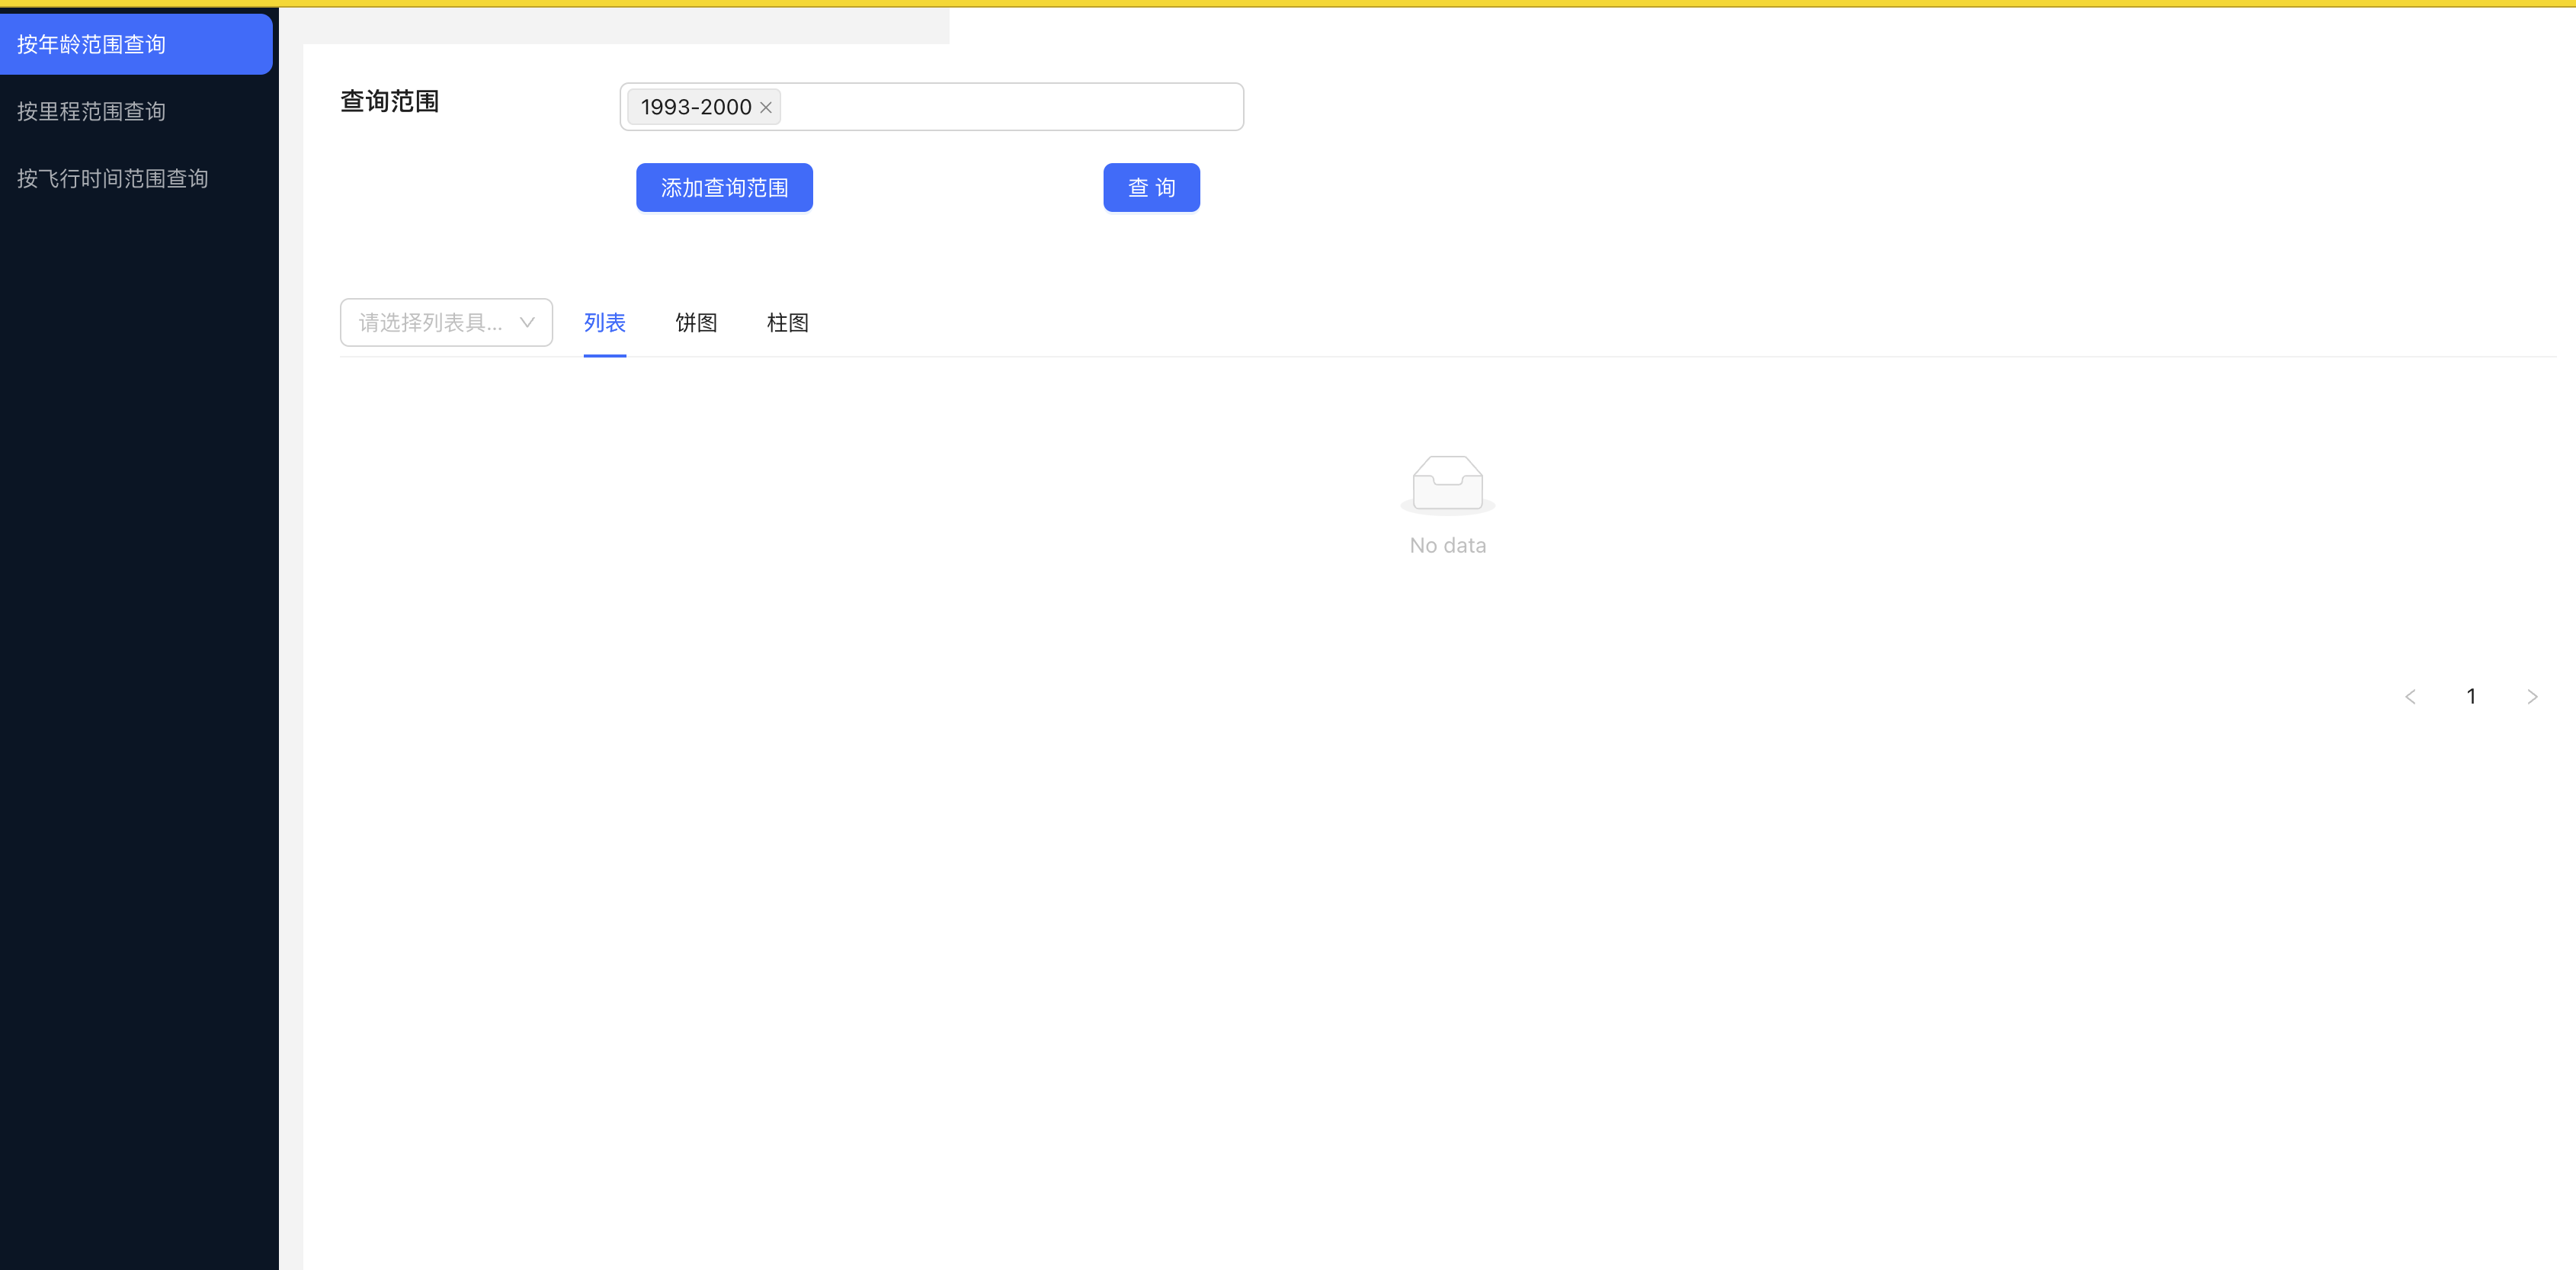 按年龄范围查询
按里程范围查询
按飞行时间范围查询
查询范围
1993-2000
添加查询范围
查 询
请选择列表具...
列表
饼图
柱图
No data
1